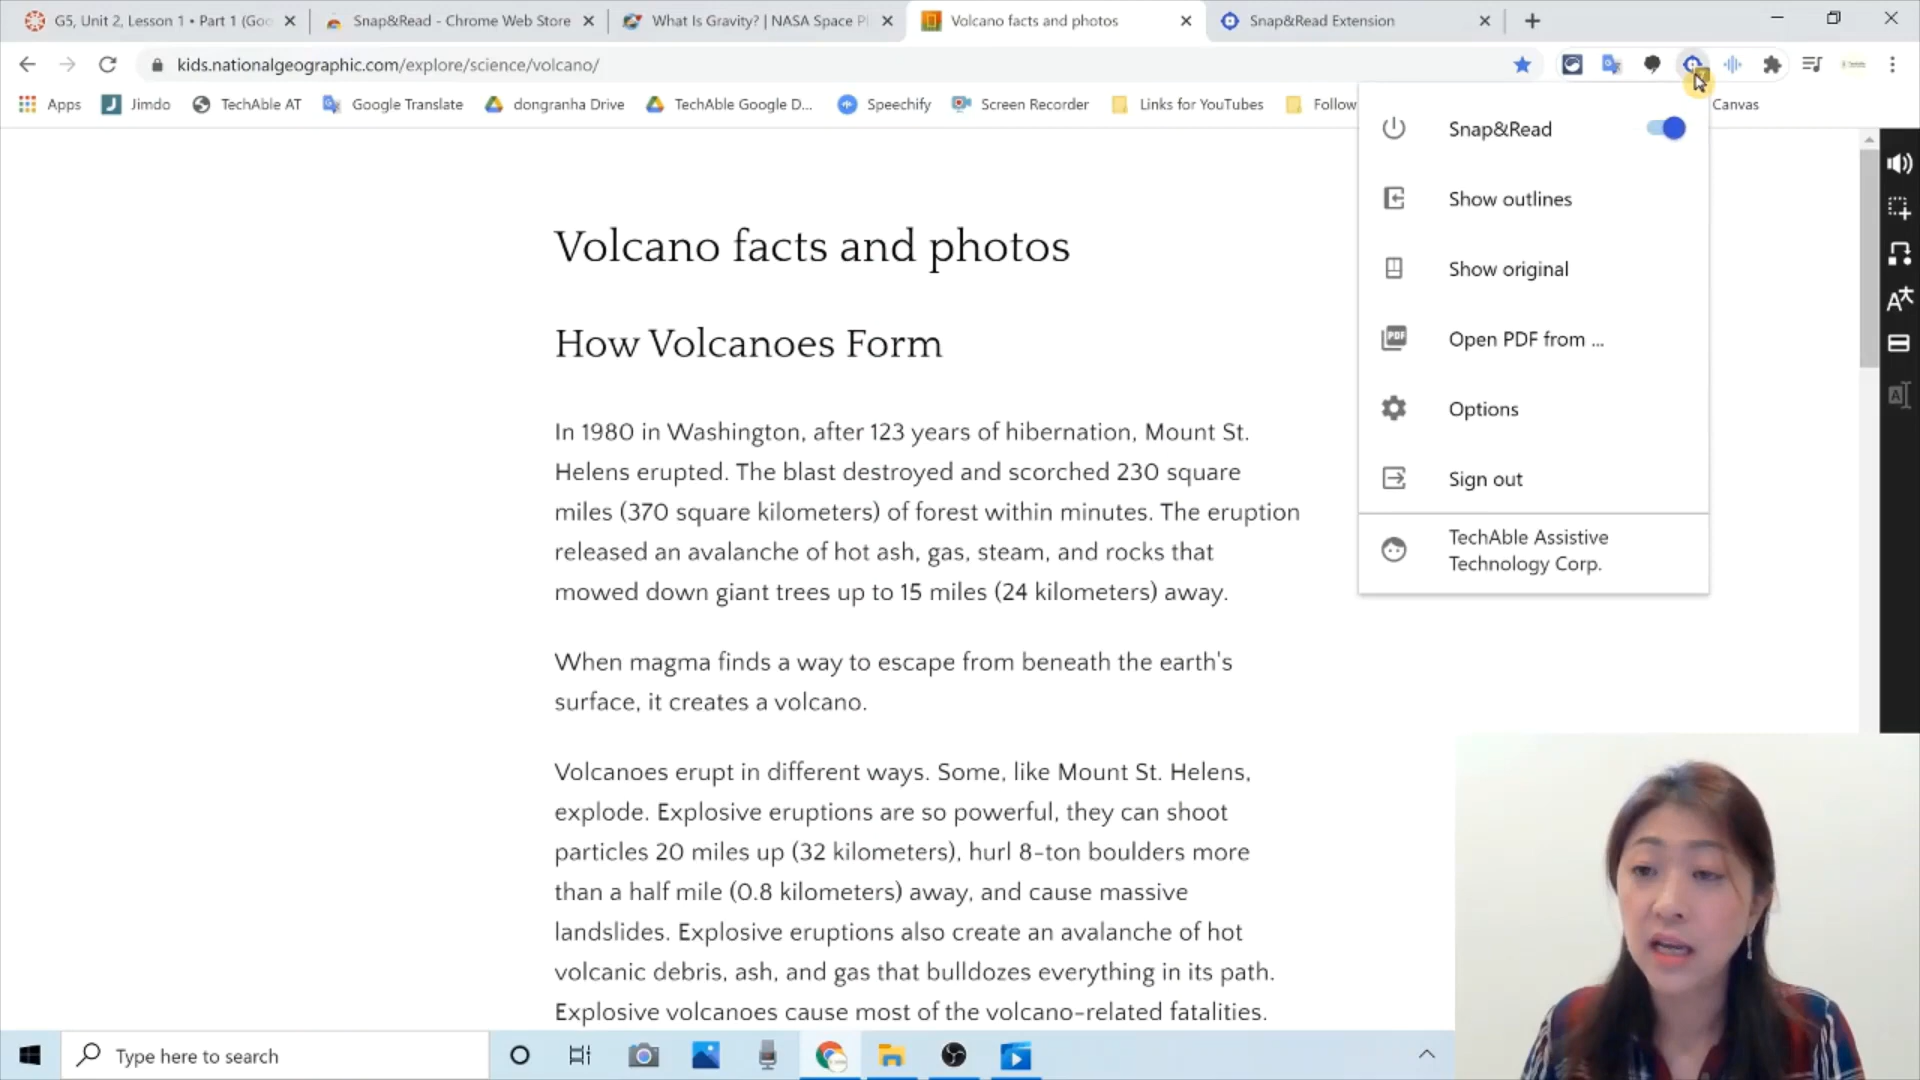 G5, Unit 2, Lesson 1 • Part 1 (Goo
Snap&Read - Chrome Web Store
What Is Gravity? | NASA Space Pl
Volcano facts and photos
Snap&Read Extension
kids.nationalgeographic.com/explore/science/volcano/
Apps
Jimdo
TechAble AT
Google Translate
dongranha Drive
TechAble Google D...
Speechify
Screen Recorder
Links for YouTubes
Follow
Canvas
Snap&Read
Show outlines
Show original
Open PDF from ...
Options
Sign out
TechAble Assistive
Technology Corp.
Volcano facts and photos
How Volcanoes Form
In 1980 in Washington, after 123 years of hibernation, Mount St.
Helens erupted. The blast destroyed and scorched 230 square
miles (370 square kilometers) of forest within minutes. The eruption
released an avalanche of hot ash, gas, steam, and rocks that
mowed down giant trees up to 15 miles (24 kilometers) away.
When magma finds a way to escape from beneath the earth's
surface, it creates a volcano.
Volcanoes erupt in different ways. Some, like Mount St. Helens,
explode. Explosive eruptions are so powerful, they can shoot
particles 20 miles up (32 kilometers), hurl 8-ton boulders more
than a half mile (0.8 kilometers) away, and cause massive
landslides. Explosive eruptions also create an avalanche of hot
volcanic debris, ash, and gas that bulldozes everything in its path.
Explosive volcanoes cause most of the volcano-related fatalities.
Type here to search